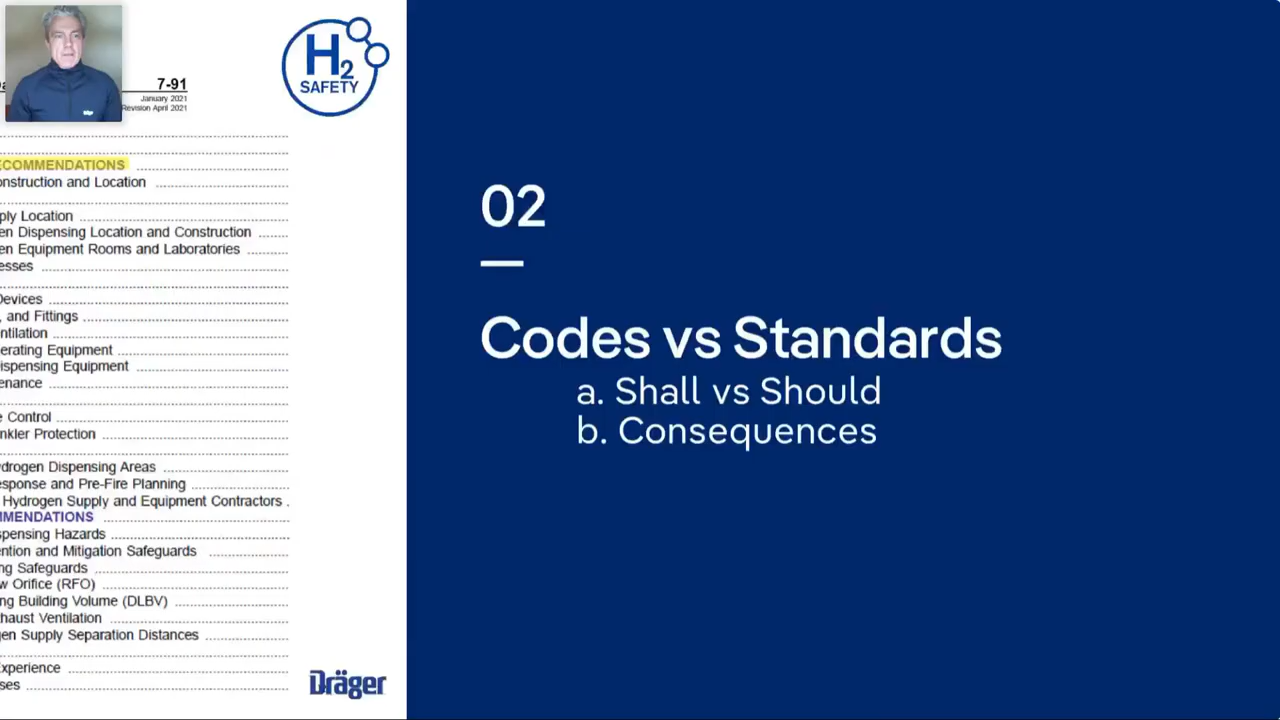 7-91
January 2021
Revision April 2021
H2
SAFETY
ECOMMENDATIONS
onstruction and Location
ply Location
en Dispensing Location and Construction
en Equipment Rooms and Laboratories
esses
Devices
, and Fittings
ntilation
erating Equipment
ispensing Equipment
enance
e Control
nkler Protection
ydrogen Dispensing Areas
esponse and Pre-Fire Planning
Hydrogen Supply and Equipment Contractors .
MMENDATIONS
spensing Hazards
ention and Mitigation Safeguards
ng Safeguards
w Orifice (RFO)
ng Building Volume (DLBV)
xhaust Ventilation
gen Supply Separation Distances
Experience
ses
Dräger
02
Codes vs Standards
a. Shall vs Should
b. Consequences